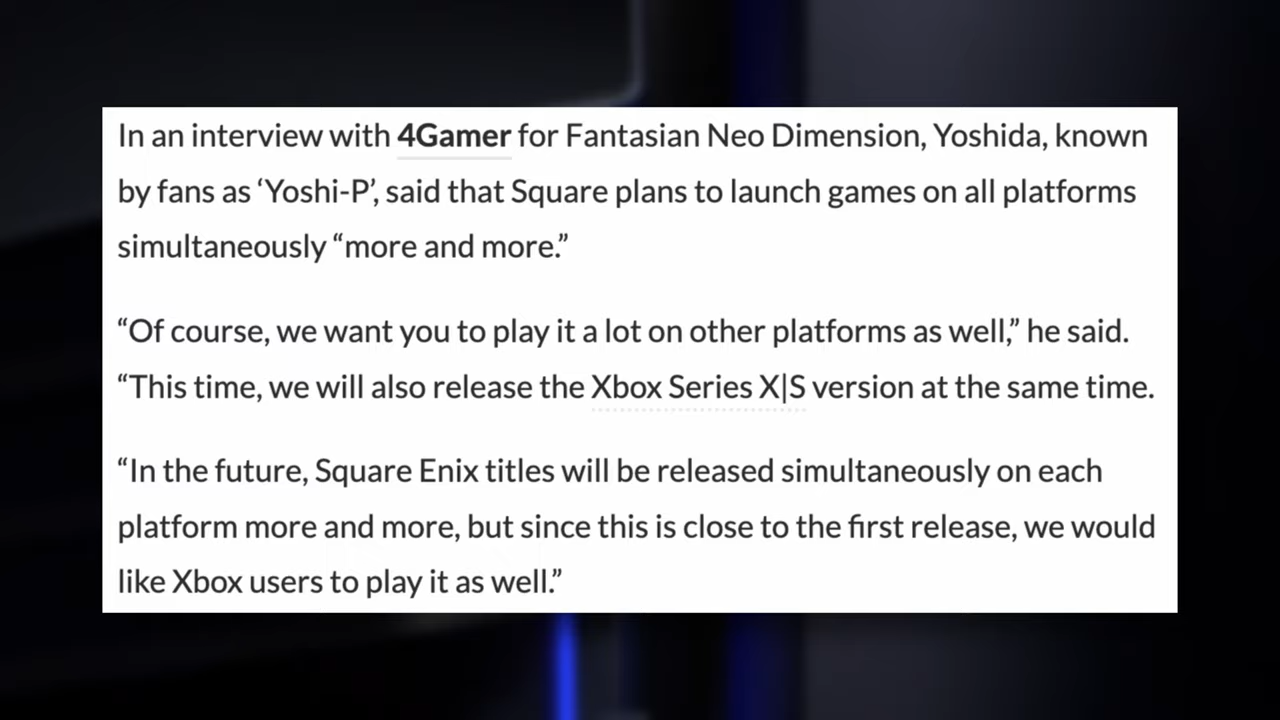 In an interview with 4Gamer for Fantasian Neo Dimension, Yoshida, known
by fans as ‘Yoshi-P’, said that Square plans to launch games on all platforms
simultaneously “more and more.”
“Of course, we want you to play it a lot on other platforms as well,” he said.
“This time, we will also release the Xbox Series X|S version at the same time.
“In the future, Square Enix titles will be released simultaneously on each
platform more and more, but since this is close to the first release, we would
like Xbox users to play it as well.”